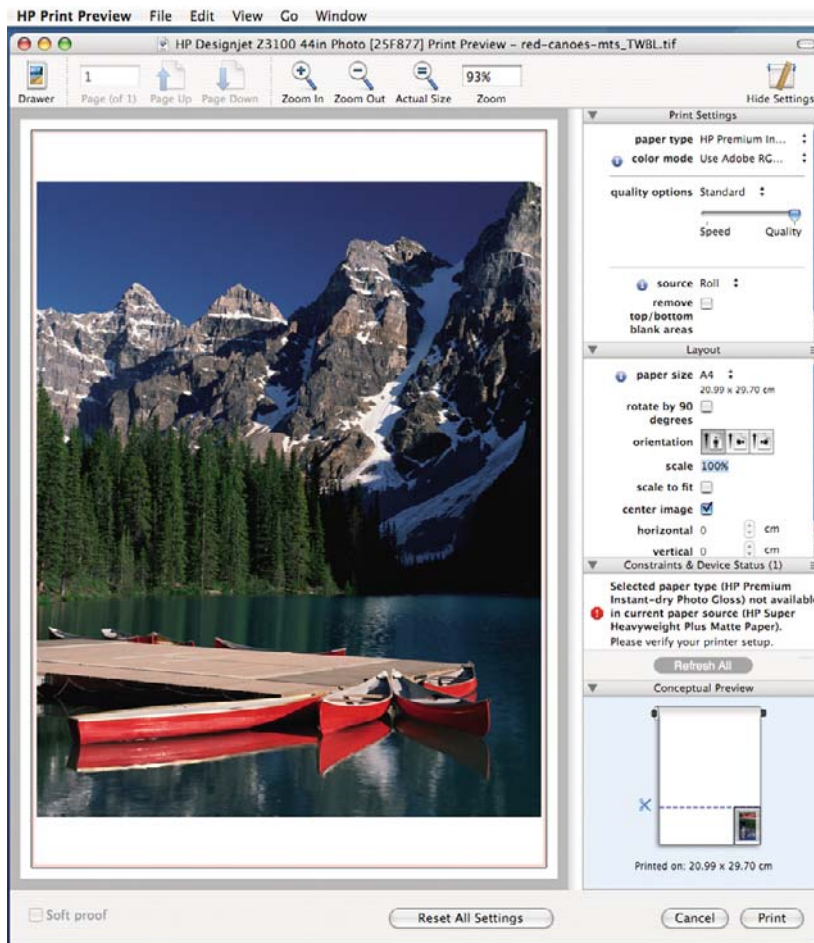 HP Print Preview File Edit View Go Window
HP Designjet Z3100 44in Photo [25F877] Print Preview – red-canoes-mts_TWBL.tif
1
93%
Drawer Page (of 1) Page Up Page Down Zoom In Zoom Out Actual Size Zoom Hide Settings
Print Settings
paper type HP Premium In...
color mode Use Adobe RG...
quality options Standard
Speed Quality
source Roll
remove
top/bottom
blank areas
Layout
paper size A4
20.99 x 29.70 cm
rotate by 90
degrees
orientation
scale 100%
scale to fit
center image
horizontal 0 cm
vertical 0 cm
Constraints & Device Status (1)
Selected paper type (HP Premium
Instant-dry Photo Gloss) not available
in current paper source (HP Super
Heavyweight Plus Matte Paper).
Please verify your printer setup.
Refresh All
Conceptual Preview
Printed on: 20.99 x 29.70 cm
Soft proof Reset All Settings Cancel Print